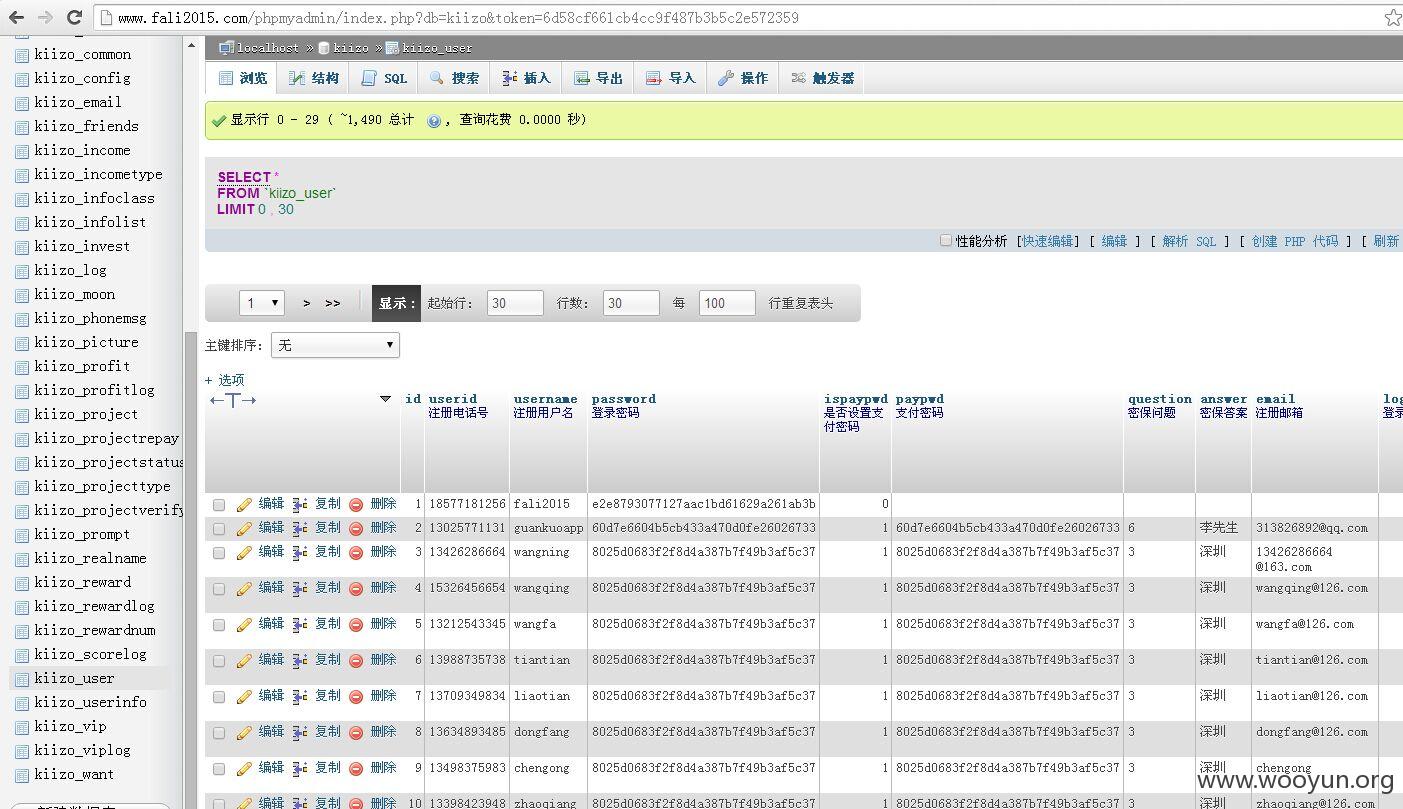 www.fali2015.com/phpmyadmin/index.php?db=kiizo&token=6d58cf661cb4cc9f487b3b5c2e572359
kiizo_common
kiizo_config
kiizo_email
kiizo_friends
kiizo_income
kiizo_incometype
kiizo_infoclass
kiizo_infolist
kiizo_invest
kiizo_log
kiizo_moon
kiizo_phonemsg
kiizo_picture
kiizo_profit
kiizo_profitlog
kiizo_project
kiizo_projectrepay
kiizo_projectstatus
kiizo_projecttype
kiizo_projectverify
kiizo_prompt
kiizo_realname
kiizo_reward
kiizo_rewardlog
kiizo_rewardnum
kiizo_scorelog
kiizo_user
kiizo_userinfo
kiizo_vip
kiizo_viplog
kiizo_want
localhost » kiizo » kiizo_user
浏览 结构 SQL 搜索 插入 导出 导入 操作 触发器
显示行 0 - 29 ( ~1,490 总计 , 查询花费 0.0000 秒)
SELECT *
FROM `kiizo_user`
LIMIT 0 , 30
性能分析 [快速编辑] [ 编辑 ] [ 解析 SQL ] [ 创建 PHP 代码 ] [ 刷新
1 > >> 显示: 起始行: 30 行数: 30 每 100 行重复表头
主键排序: 无
+ 选项
←T→ id userid username password ispaypwd paypwd question answer email log
注册电话号 注册用户名 登录密码 是否设置支 支付密码 密保问题 密保答案 注册邮箱 登录
付密码
编辑 复制 删除 1 18577181256 fali2015 e2e8793077127aac1bd61629a261ab3b 0
编辑 复制 删除 2 13025771131 guankuoapp 60d7e6604b5cb433a470d0fe26026733 1 60d7e6604b5cb433a470d0fe26026733 6 李先生 313826892@qq.com
编辑 复制 删除 3 13426286664 wangning 8025d0683f2f8d4a387b7f49b3af5c37 1 8025d0683f2f8d4a387b7f49b3af5c37 3 深圳 13426286664
@163.com
编辑 复制 删除 4 15326456654 wangqing 8025d0683f2f8d4a387b7f49b3af5c37 1 8025d0683f2f8d4a387b7f49b3af5c37 3 深圳 wangqing@126.com
编辑 复制 删除 5 13212543345 wangfa 8025d0683f2f8d4a387b7f49b3af5c37 1 8025d0683f2f8d4a387b7f49b3af5c37 3 深圳 wangfa@126.com
编辑 复制 删除 6 13988735738 tiantian 8025d0683f2f8d4a387b7f49b3af5c37 1 8025d0683f2f8d4a387b7f49b3af5c37 3 深圳 tiantian@126.com
编辑 复制 删除 7 13709349834 liaotian 8025d0683f2f8d4a387b7f49b3af5c37 1 8025d0683f2f8d4a387b7f49b3af5c37 3 深圳 liaotian@126.com
编辑 复制 删除 8 13634893485 dongfang 8025d0683f2f8d4a387b7f49b3af5c37 1 8025d0683f2f8d4a387b7f49b3af5c37 3 深圳 dongfang@126.com
编辑 复制 删除 9 13498375983 chengong 8025d0683f2f8d4a387b7f49b3af5c37 1 8025d0683f2f8d4a387b7f49b3af5c37 3 深圳 chengong
编辑 复制 删除 10 13398423948 zhaoqiang 8025d0683f2f8d4a387b7f49b3af5c37 1 8025d0683f2f8d4a387b7f49b3af5c37 3 深圳 zhaoqiang@126.com
www.wooyun.org